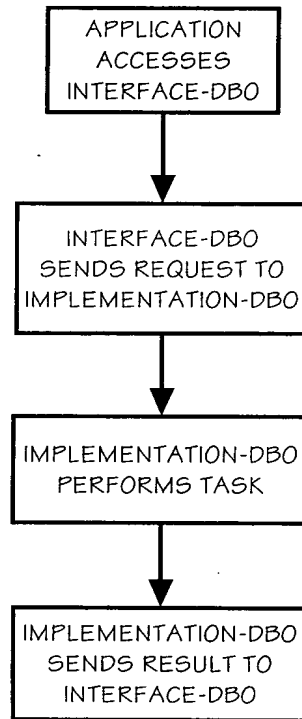 APPLICATION
ACCESSES
INTERFACE-DBO
INTERFACE-DBO
SENDS REQUEST TO
IMPLEMENTATION-DBO
IMPLEMENTATION-DBO
PERFORMS TASK
IMPLEMENTATION-DBO
SENDS RESULT TO
INTERFACE-DBO